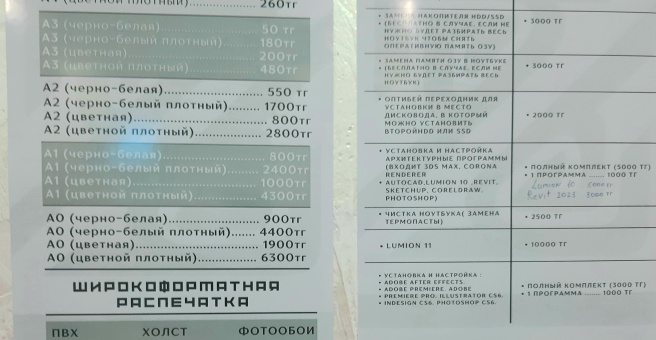 А4 (цветной плотный)................ 260тг
А3 (черно-белая)....................... 50 тг
А3 (черно-белый плотный)........ 180тг
А3 (цветная)............................ 200тг
А3 (цветной плотный)............... 480тг
А2 (черно-белая)....................... 550 тг
А2 (черно-белый плотный)......... 1700тг
А2 (цветная)............................ 800тг
А2 (цветной плотный)............... 2800тг
А1 (черно-белая)....................... 800тг
А1 (черно-белый плотный)......... 2400тг
А1 (цветная)............................ 1000тг
А1 (цветной плотный)............... 4300тг
А0 (черно-белая)....................... 900тг
А0 (черно-белый плотный)......... 4400тг
А0 (цветная)............................ 1900тг
А0 (цветной плотный)............... 6300тг
ШИРОКОФОРМАТНАЯ
РАСПЕЧАТКА
ПВХ ХОЛСТ ФОТООБОИ
• ЗАМЕНА НАКОПИТЕЛЯ HDD/SSD
• (БЕСПЛАТНО В СЛУЧАЕ, ЕСЛИ НЕ
НУЖНО БУДЕТ РАЗБИРАТЬ ВЕСЬ
НОУТБУК ЧТОБЫ СНЯТЬ
ОПЕРАТИВНУЮ ПАМЯТЬ ОЗУ)
• 3000 ТГ
• ЗАМЕНА ПАМЯТИ ОЗУ В НОУТБУКЕ
• (БЕСПЛАТНО В СЛУЧАЕ, ЕСЛИ НЕ
НУЖНО БУДЕТ РАЗБИРАТЬ ВЕСЬ
НОУТБУК)
• 3000 ТГ
• ОПТИБЕЙ ПЕРЕХОДНИК ДЛЯ
УСТАНОВКИ В МЕСТО
ДИСКОВОДА, В КОТОРЫЙ
МОЖНО УСТАНОВИТЬ
ВТОРОЙHDD ИЛИ SSD
• 2000 ТГ
• УСТАНОВКА И НАСТРОЙКА
АРХИТЕКТУРНЫЕ ПРОГРАММЫ
(ВХОДИТ 3DS MAX, CORONA
RENDERER
• AUTOCAD,LUMION 10 ,REVIT,
SKETCHUP, CORELDRAW,
PHOTOSHOP)
• ПОЛНЫЙ КОМПЛЕКТ (5000 ТГ)
• 1 ПРОГРАММА ........ 1000 ТГ
Lumion 10 5000тг
Revit 2023 3000тг
• ЧИСТКА НОУТБУКА( ЗАМЕНА
ТЕРМОПАСТЫ)
• 2500 ТГ
• LUMION 11
• 10000 ТГ
• УСТАНОВКА И НАСТРОЙКА :
• ADOBE AFTER EFFECTS.
• ADOBE PREMIERE. ADOBE
• PREMIERE PRO. ILLUSTRATOR CS6.
• INDESIGN CS6. PHOTOSHOP CS6.
• ПОЛНЫЙ КОМПЛЕКТ (3000 ТГ)
• 1 ПРОГРАММА ........ 1000 ТГ